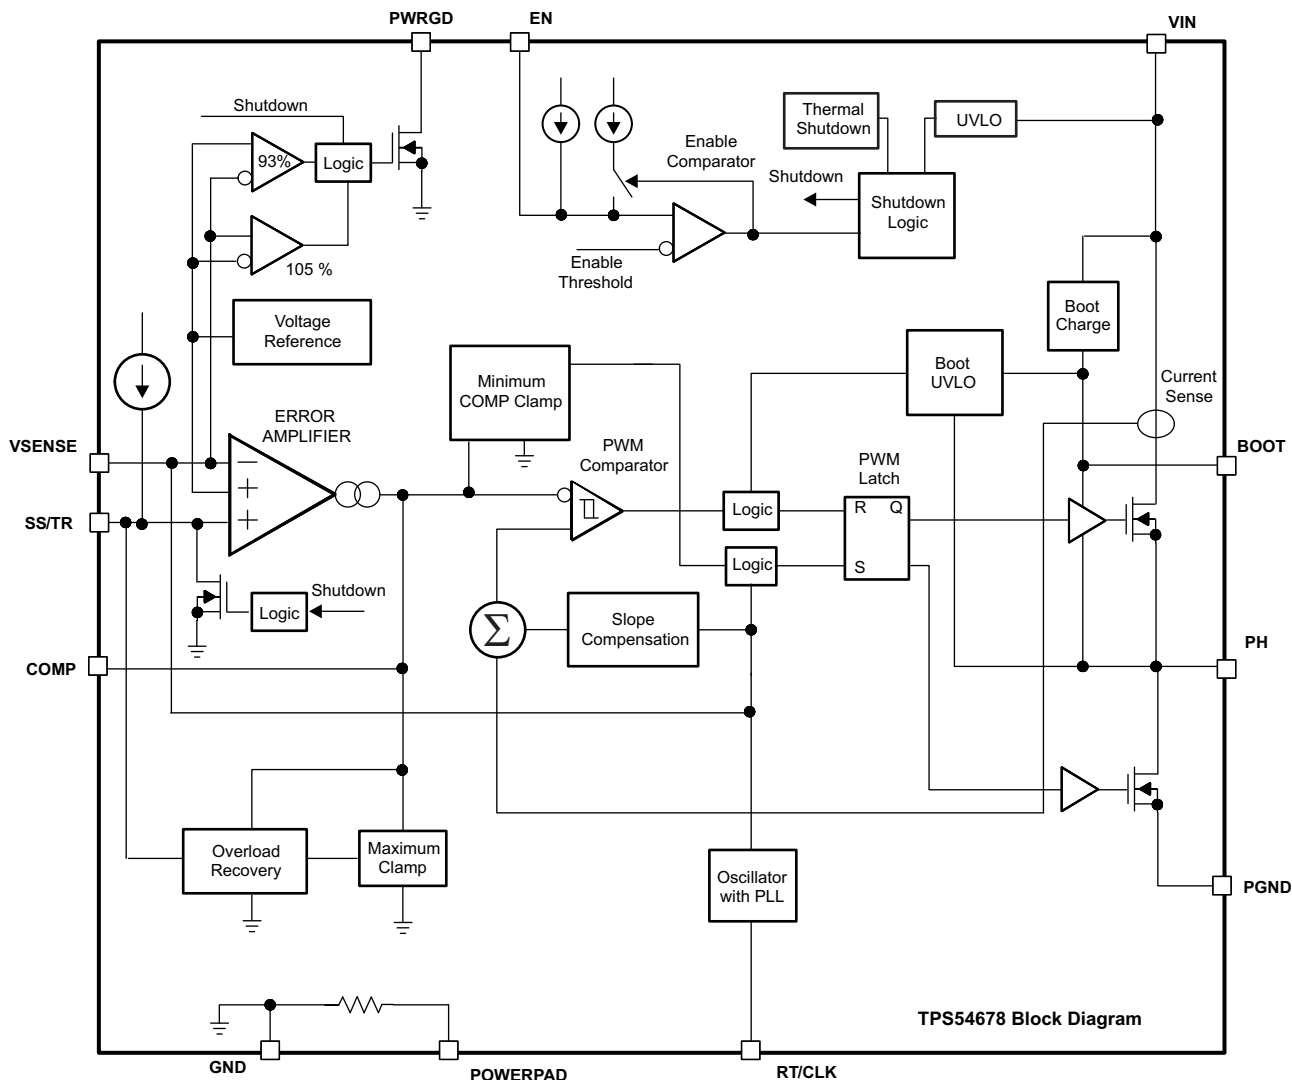 PWRGD
EN
VIN
Shutdown
93%
Logic
105 %
Thermal
Shutdown
UVLO
Enable
Comparator
Shutdown
Shutdown
Logic
Enable
Threshold
Voltage
Reference
Boot
Charge
Boot
UVLO
Minimum
COMP Clamp
Current
Sense
ERROR
AMPLIFIER
VSENSE
PWM
Comparator
PWM
Latch
BOOT
SS/TR
−
+
+
Logic
R Q
S
Logic
Shutdown
Logic
Σ
Slope
Compensation
COMP
PH
Overload
Recovery
Maximum
Clamp
Oscillator
with PLL
PGND
TPS54678 Block Diagram
GND
POWERPAD
RT/CLK